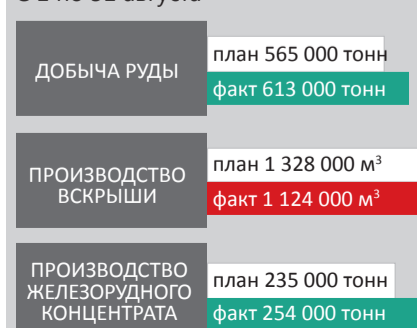 ДОБЫЧА РУДЫ
план 565 000 тонн
факт 613 000 тонн
ПРОИЗВОДСТВО
ВСКРЫШИ
план 1 328 000 м³
факт 1 124 000 м³
ПРОИЗВОДСТВО
ЖЕЛЕЗОРУДНОГО
КОНЦЕНТРАТА
план 235 000 тонн
факт 254 000 тонн